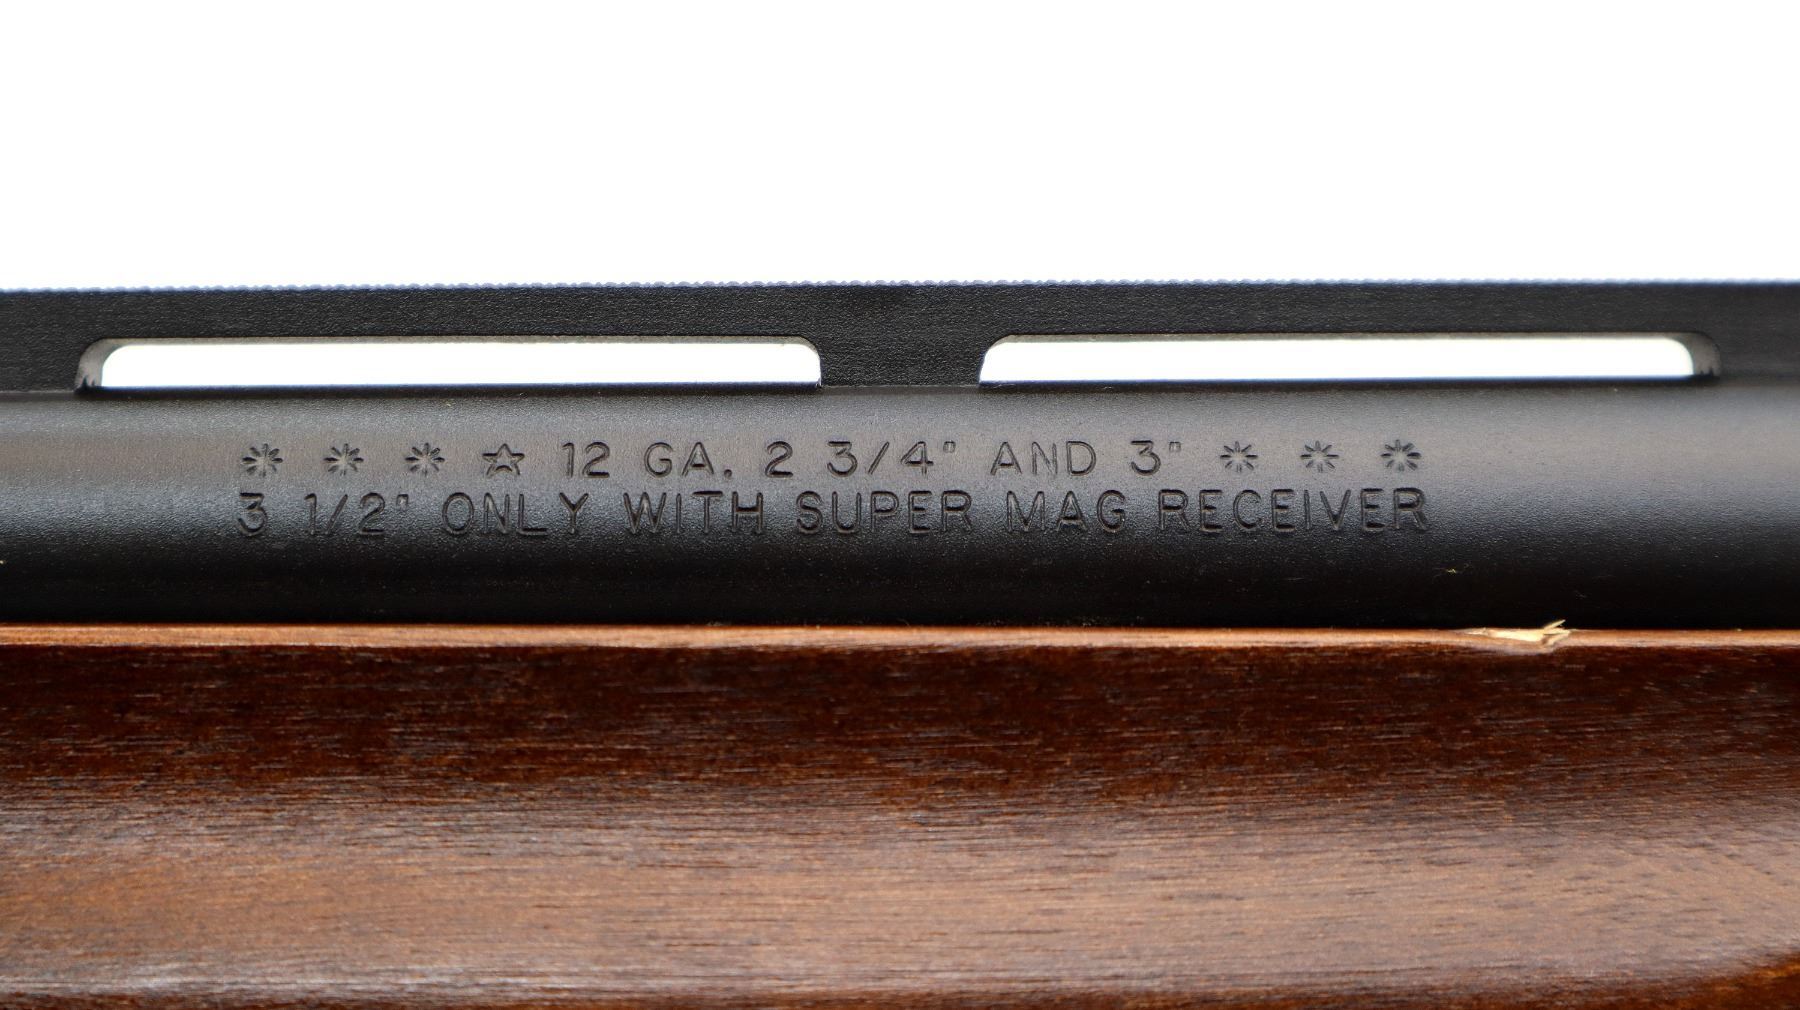 * * * ☆ 12 GA. 2 3/4" AND 3" * * *
3 1/2" ONLY WITH SUPER MAG RECEIVER